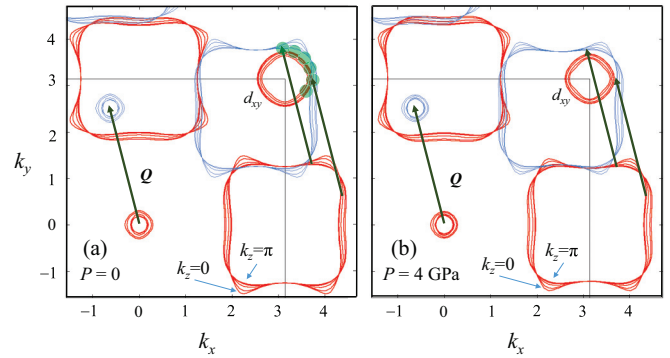 4
3
2
1
0
−1
k_y
d_xy
Q
(a)
P = 0
k_z=0
k_z=π
−1 0 1 2 3 4
k_x
4
3
2
1
0
−1
d_xy
Q
(b)
P = 4 GPa
k_z=0
k_z=π
−1 0 1 2 3 4
k_x